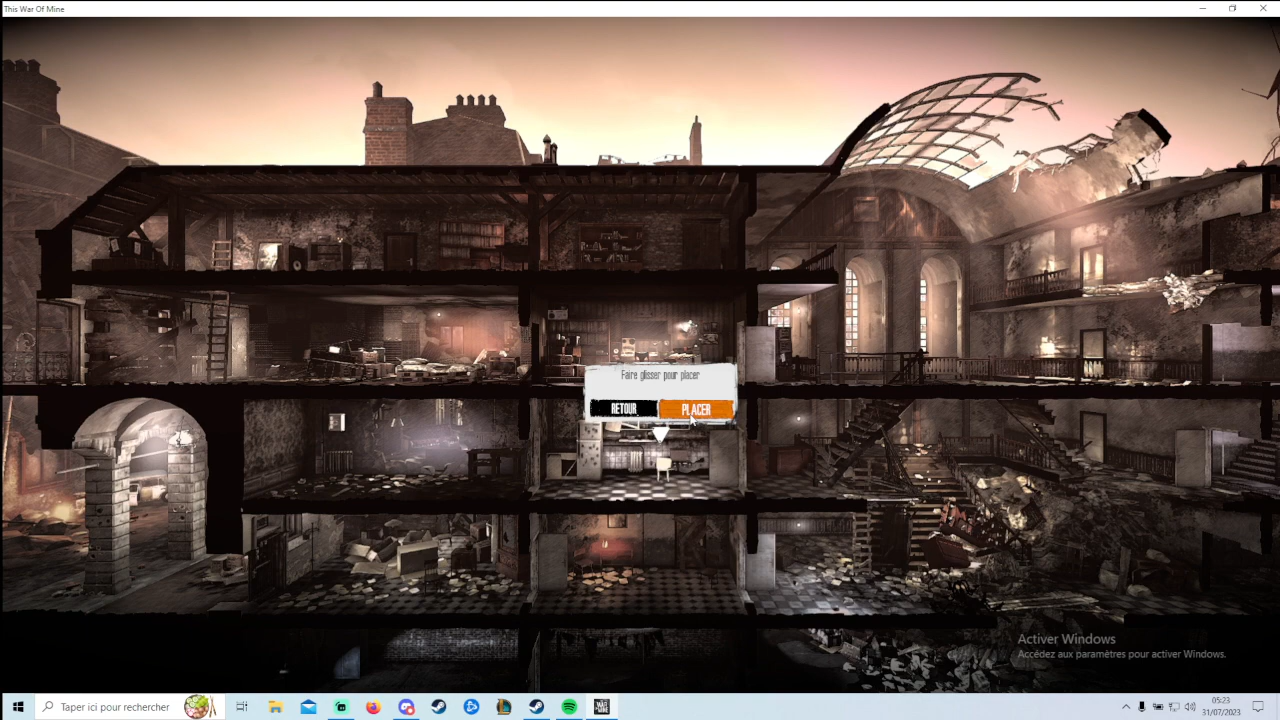 This War Of Mine
Faire glisser pour placer
RETOUR
PLACER
Activer Windows
Accédez aux paramètres pour activer Windows.
Taper ici pour rechercher
05:23
31/07/2023